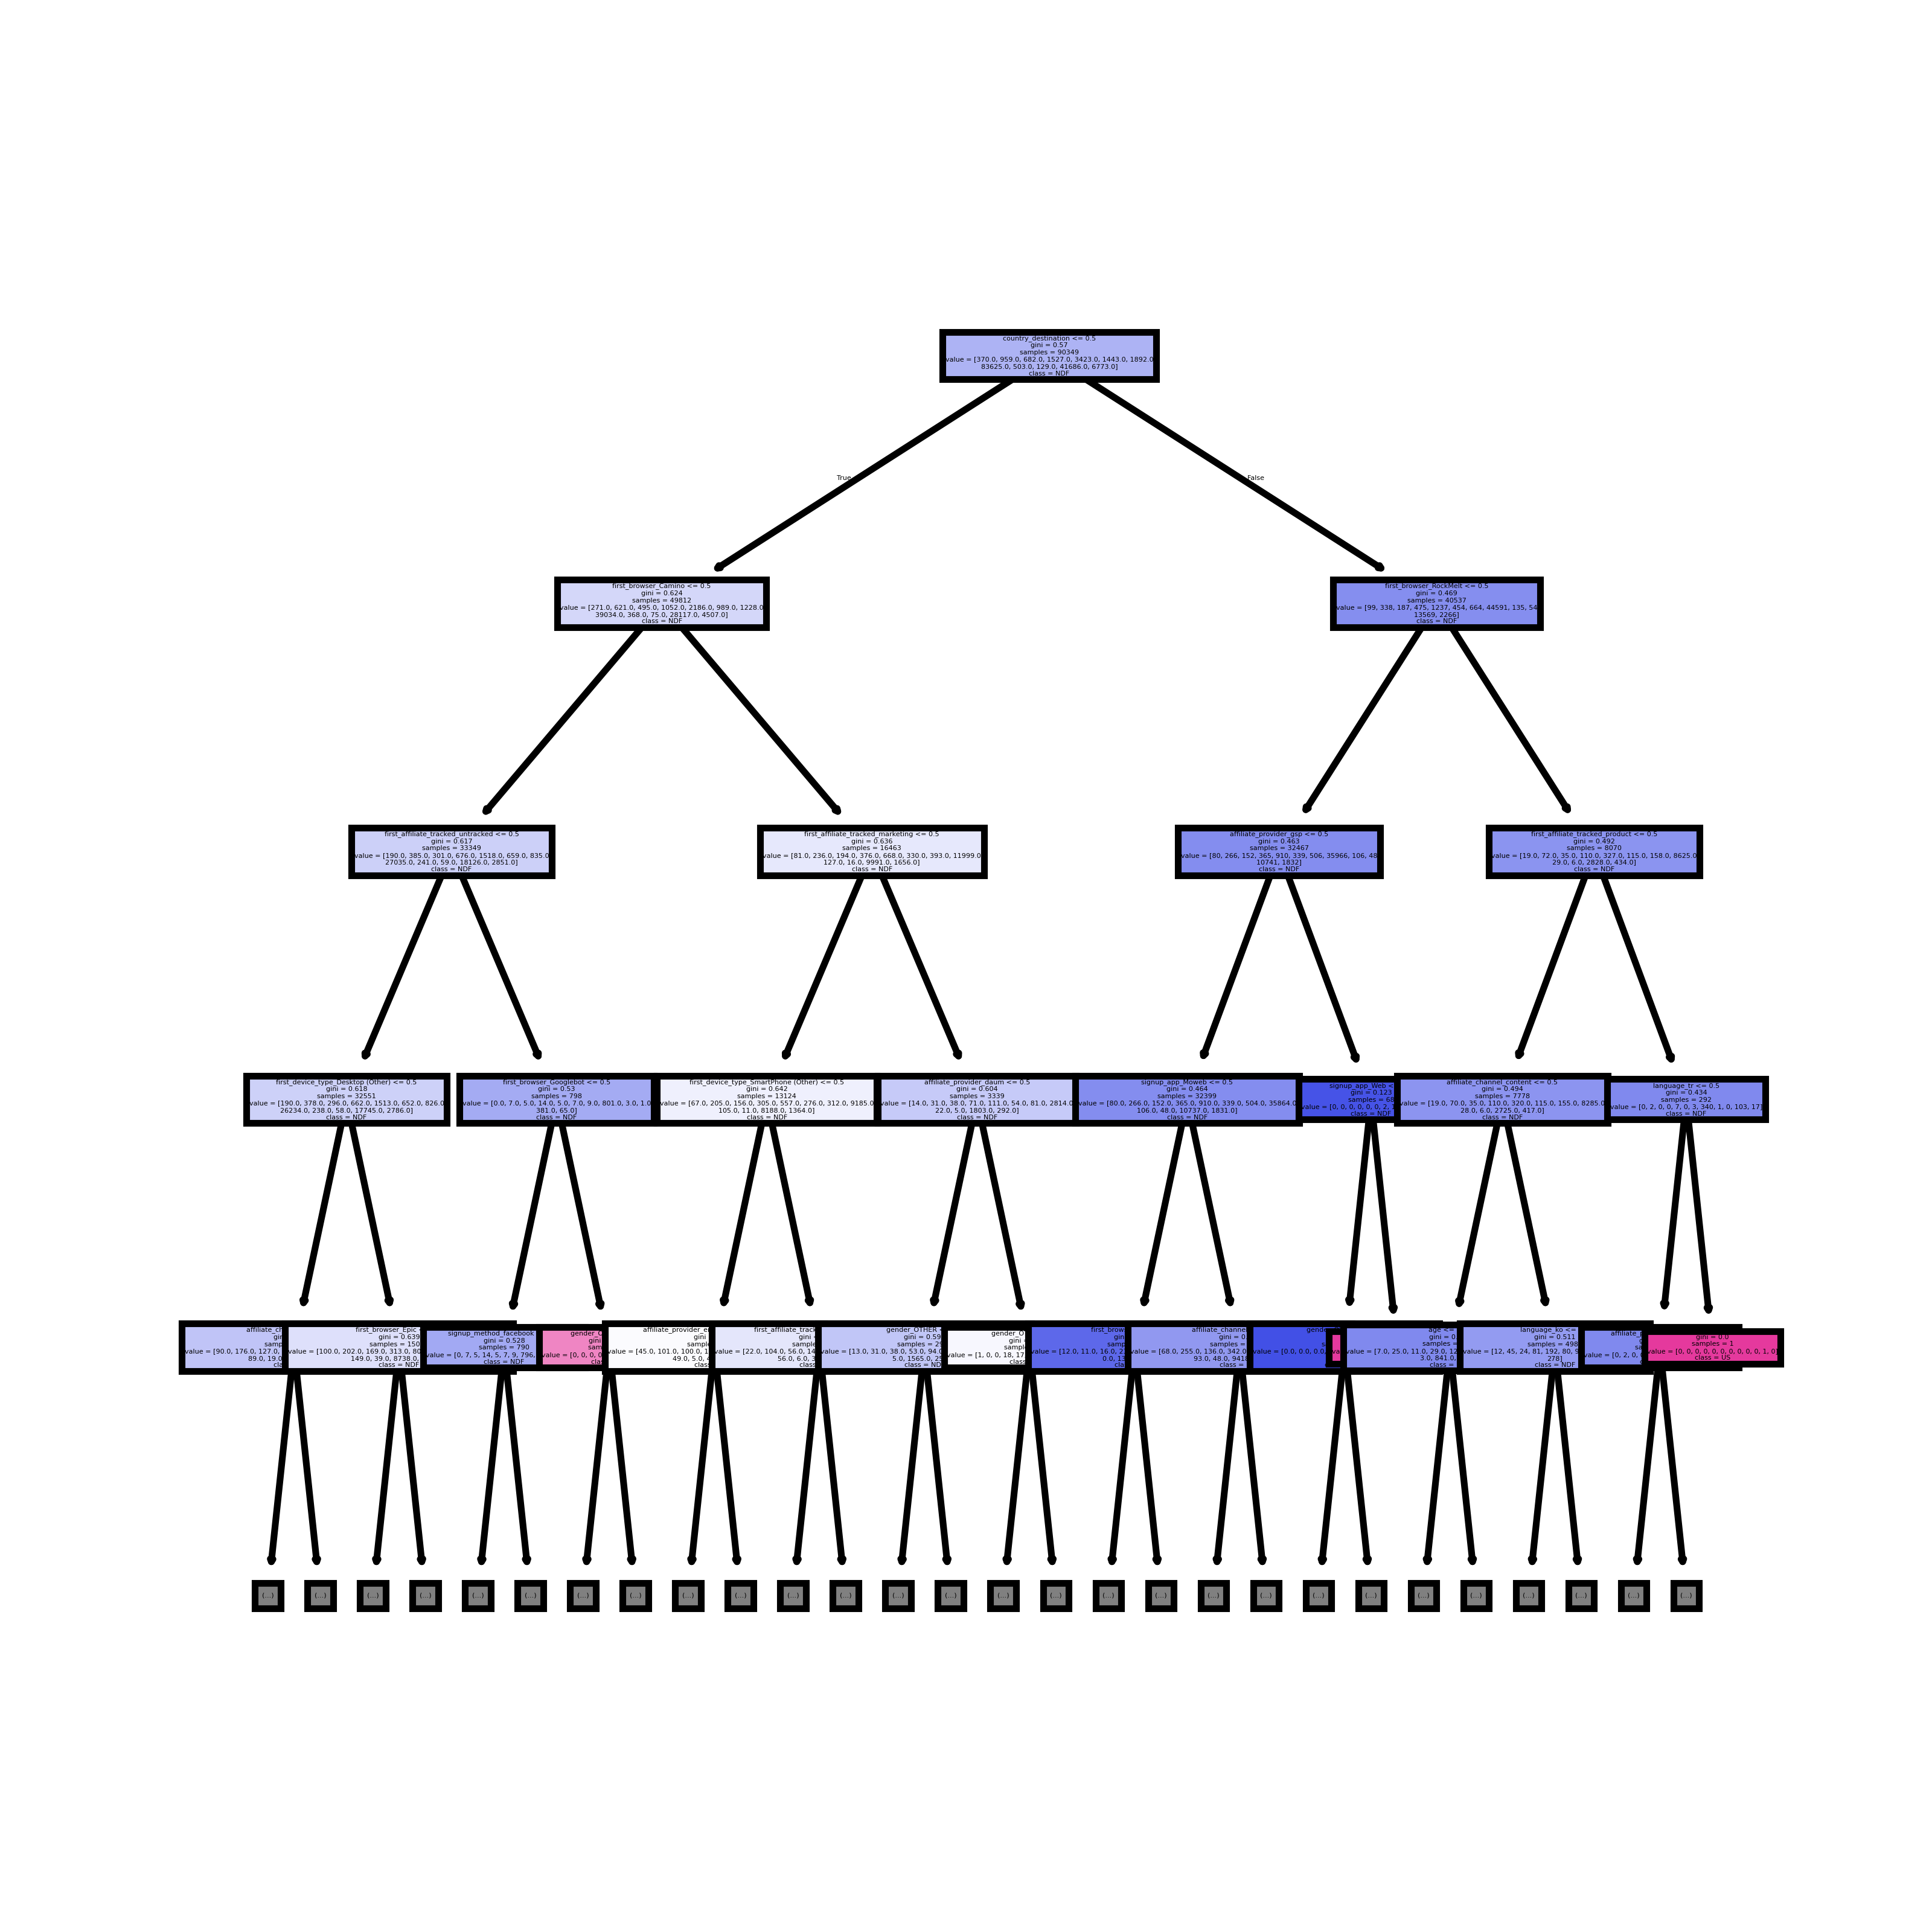 country_destination <= 0.5
gini = 0.57
samples = 90349
value = [370.0, 959.0, 682.0, 1527.0, 3423.0, 1443.0, 1892.0
83625.0, 503.0, 129.0, 41686.0, 6773.0]
class = NDF
True
False
first_browser_Camino <= 0.5
gini = 0.624
samples = 49812
value = [271.0, 621.0, 495.0, 1052.0, 2186.0, 989.0, 1228.0
39034.0, 368.0, 75.0, 28117.0, 4507.0]
class = NDF
first_browser_RockMelt <= 0.5
gini = 0.469
samples = 40537
value = [99, 338, 187, 475, 1237, 454, 664, 44591, 135, 54
13569, 2266]
class = NDF
first_affiliate_tracked_untracked <= 0.5
gini = 0.617
samples = 33349
value = [190.0, 385.0, 301.0, 676.0, 1518.0, 659.0, 835.0
27035.0, 241.0, 59.0, 18126.0, 2851.0]
class = NDF
first_affiliate_tracked_marketing <= 0.5
gini = 0.636
samples = 16463
value = [81.0, 236.0, 194.0, 376.0, 668.0, 330.0, 393.0, 11999.0
127.0, 16.0, 9991.0, 1656.0]
class = NDF
affiliate_provider_gsp <= 0.5
gini = 0.463
samples = 32467
value = [80, 266, 152, 365, 910, 339, 506, 35966, 106, 48
10741, 1832]
class = NDF
first_affiliate_tracked_product <= 0.5
gini = 0.492
samples = 8070
value = [19.0, 72.0, 35.0, 110.0, 327.0, 115.0, 158.0, 8625.0
29.0, 6.0, 2828.0, 434.0]
class = NDF
first_device_type_Desktop (Other) <= 0.5
gini = 0.618
samples = 32551
value = [190.0, 378.0, 296.0, 662.0, 1513.0, 652.0, 826.0
26234.0, 238.0, 58.0, 17745.0, 2786.0]
class = NDF
first_browser_Googlebot <= 0.5
gini = 0.53
samples = 798
value = [0.0, 7.0, 5.0, 14.0, 5.0, 7.0, 9.0, 801.0, 3.0, 1.0
381.0, 65.0]
class = NDF
first_device_type_SmartPhone (Other) <= 0.5
gini = 0.642
samples = 13124
value = [67.0, 205.0, 156.0, 305.0, 557.0, 276.0, 312.0, 9185.0
105.0, 11.0, 8188.0, 1364.0]
class = NDF
affiliate_provider_daum <= 0.5
gini = 0.604
samples = 3339
value = [14.0, 31.0, 38.0, 71.0, 111.0, 54.0, 81.0, 2814.0
22.0, 5.0, 1803.0, 292.0]
class = NDF
signup_app_Moweb <= 0.5
gini = 0.464
samples = 32399
value = [80.0, 266.0, 152.0, 365.0, 910.0, 339.0, 504.0, 35864.0
106.0, 48.0, 10737.0, 1831.0]
class = NDF
signup_app_Web <
gini = 0.123
samples = 6
value = [0, 0, 0, 0, 0, 0, 2,
class = NDF
affiliate_channel_content <= 0.5
gini = 0.494
samples = 7778
value = [19.0, 70.0, 35.0, 110.0, 320.0, 115.0, 155.0, 8285.0
28.0, 6.0, 2725.0, 417.0]
class = NDF
language_tr <= 0.5
gini = 0.434
samples = 292
value = [0, 2, 0, 0, 7, 0, 3, 340, 1, 0, 103, 17]
class = NDF
affiliate_c
gin
samp
value = [90.0, 176.0, 127.0,
89.0, 19.0
cl
first_browser_Epic
gini = 0.639
samples = 150
value = [100.0, 202.0, 169.0, 313.0, 80
149.0, 39.0, 8738.0,
class = NDF
signup_method_facebook
gini = 0.528
samples = 790
value = [0, 7, 5, 14, 5, 7, 9, 796,
class = NDF
gender_O
gini
sam
value = [0, 0, 0, 0
clas
affiliate_provider_e
gini
sampl
value = [45.0, 101.0, 100.0, 1
49.0, 5.0,
class
first_affiliate_trac
gini =
samples
value = [22.0, 104.0, 56.0, 1
56.0, 6.0, 3
class =
gender_OTHER
gini = 0.59
samples = 2
value = [13.0, 31.0, 38.0, 53.0, 94.0
5.0, 1565.0, 2
class = ND
gender_O
gini =
sampl
value = [1, 0, 0, 18, 17
class
first_brow
gin
samp
value = [12.0, 11.0, 16.0, 2
0.0, 13
cla
affiliate_channel
gini = 0.
samples =
value = [68.0, 255.0, 136.0, 342.0
93.0, 48.0, 941
class =
gende
value = [0.0, 0.0, 0.0, 0
age <=
gini = 0.
samples =
value = [7.0, 25.0, 11.0, 29.0, 1
3.0, 841.0,
class =
language_ko <=
gini = 0.511
samples = 498
value = [12, 45, 24, 81, 192, 80, 9
278]
class = NDF
affiliate_
gi
value = [0, 2, 0,
cl
gini = 0.0
samples = 1
value = [0, 0, 0, 0, 0, 0, 0, 0, 0, 0, 1, 0]
class = US
(...) (...) (...) (...) (...) (...) (...) (...) (...) (...) (...) (...) (...) (...) (...) (...) (...) (...) (...) (...) (...) (...) (...) (...) (...) (...) (...) (...)